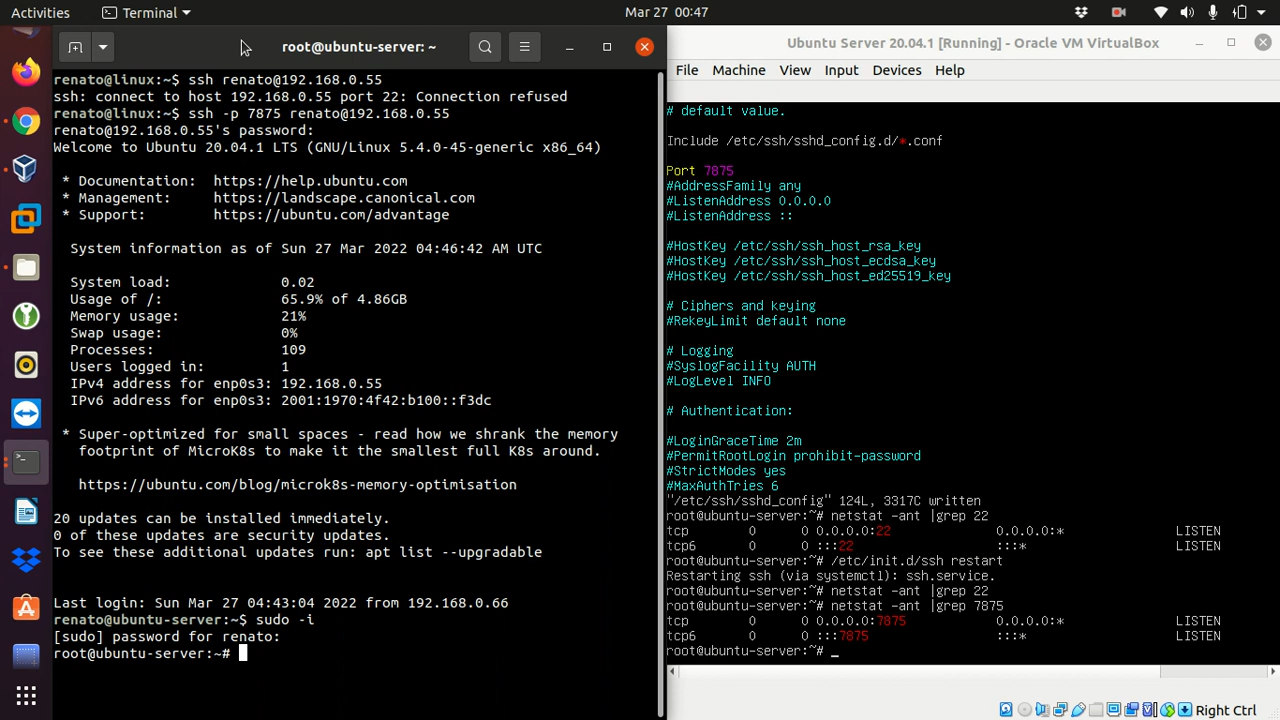 Activities
Terminal
Mar 27 00:47
root@ubuntu-server: ~
renato@linux:~$ ssh renato@192.168.0.55
ssh: connect to host 192.168.0.55 port 22: Connection refused
renato@linux:~$ ssh -p 7875 renato@192.168.0.55
renato@192.168.0.55's password:
Welcome to Ubuntu 20.04.1 LTS (GNU/Linux 5.4.0-45-generic x86_64)
* Documentation: https://help.ubuntu.com
* Management: https://landscape.canonical.com
* Support: https://ubuntu.com/advantage
System information as of Sun 27 Mar 2022 04:46:42 AM UTC
System load: 0.02
Usage of /: 65.9% of 4.86GB
Memory usage: 21%
Swap usage: 0%
Processes: 109
Users logged in: 1
IPv4 address for enp0s3: 192.168.0.55
IPv6 address for enp0s3: 2001:1970:4f42:b100::f3dc
* Super-optimized for small spaces - read how we shrank the memory
footprint of MicroK8s to make it the smallest full K8s around.
https://ubuntu.com/blog/microk8s-memory-optimisation
20 updates can be installed immediately.
0 of these updates are security updates.
To see these additional updates run: apt list --upgradable
Last login: Sun Mar 27 04:43:04 2022 from 192.168.0.66
renato@ubuntu-server:~$ sudo -i
[sudo] password for renato:
root@ubuntu-server:~#
Ubuntu Server 20.04.1 [Running] - Oracle VM VirtualBox
File Machine View Input Devices Help
# default value.
Include /etc/ssh/sshd_config.d/*.conf
Port 7875
#AddressFamily any
#ListenAddress 0.0.0.0
#ListenAddress ::
#HostKey /etc/ssh/ssh_host_rsa_key
#HostKey /etc/ssh/ssh_host_ecdsa_key
#HostKey /etc/ssh/ssh_host_ed25519_key
# Ciphers and keying
#RekeyLimit default none
# Logging
#SyslogFacility AUTH
#LogLevel INFO
# Authentication:
#LoginGraceTime 2m
#PermitRootLogin prohibit-password
#StrictModes yes
#MaxAuthTries 6
"/etc/ssh/sshd_config" 124L, 3317C written
root@ubuntu-server:~# netstat -ant |grep 22
tcp 0 0 0.0.0.0:22 0.0.0.0:* LISTEN
tcp6 0 0 :::22 :::* LISTEN
root@ubuntu-server:~# /etc/init.d/ssh restart
Restarting ssh (via systemctl): ssh.service.
root@ubuntu-server:~# netstat -ant |grep 22
root@ubuntu-server:~# netstat -ant |grep 7875
tcp 0 0 0.0.0.0:7875 0.0.0.0:* LISTEN
tcp6 0 0 :::7875 :::* LISTEN
root@ubuntu-server:~# _
Right Ctrl